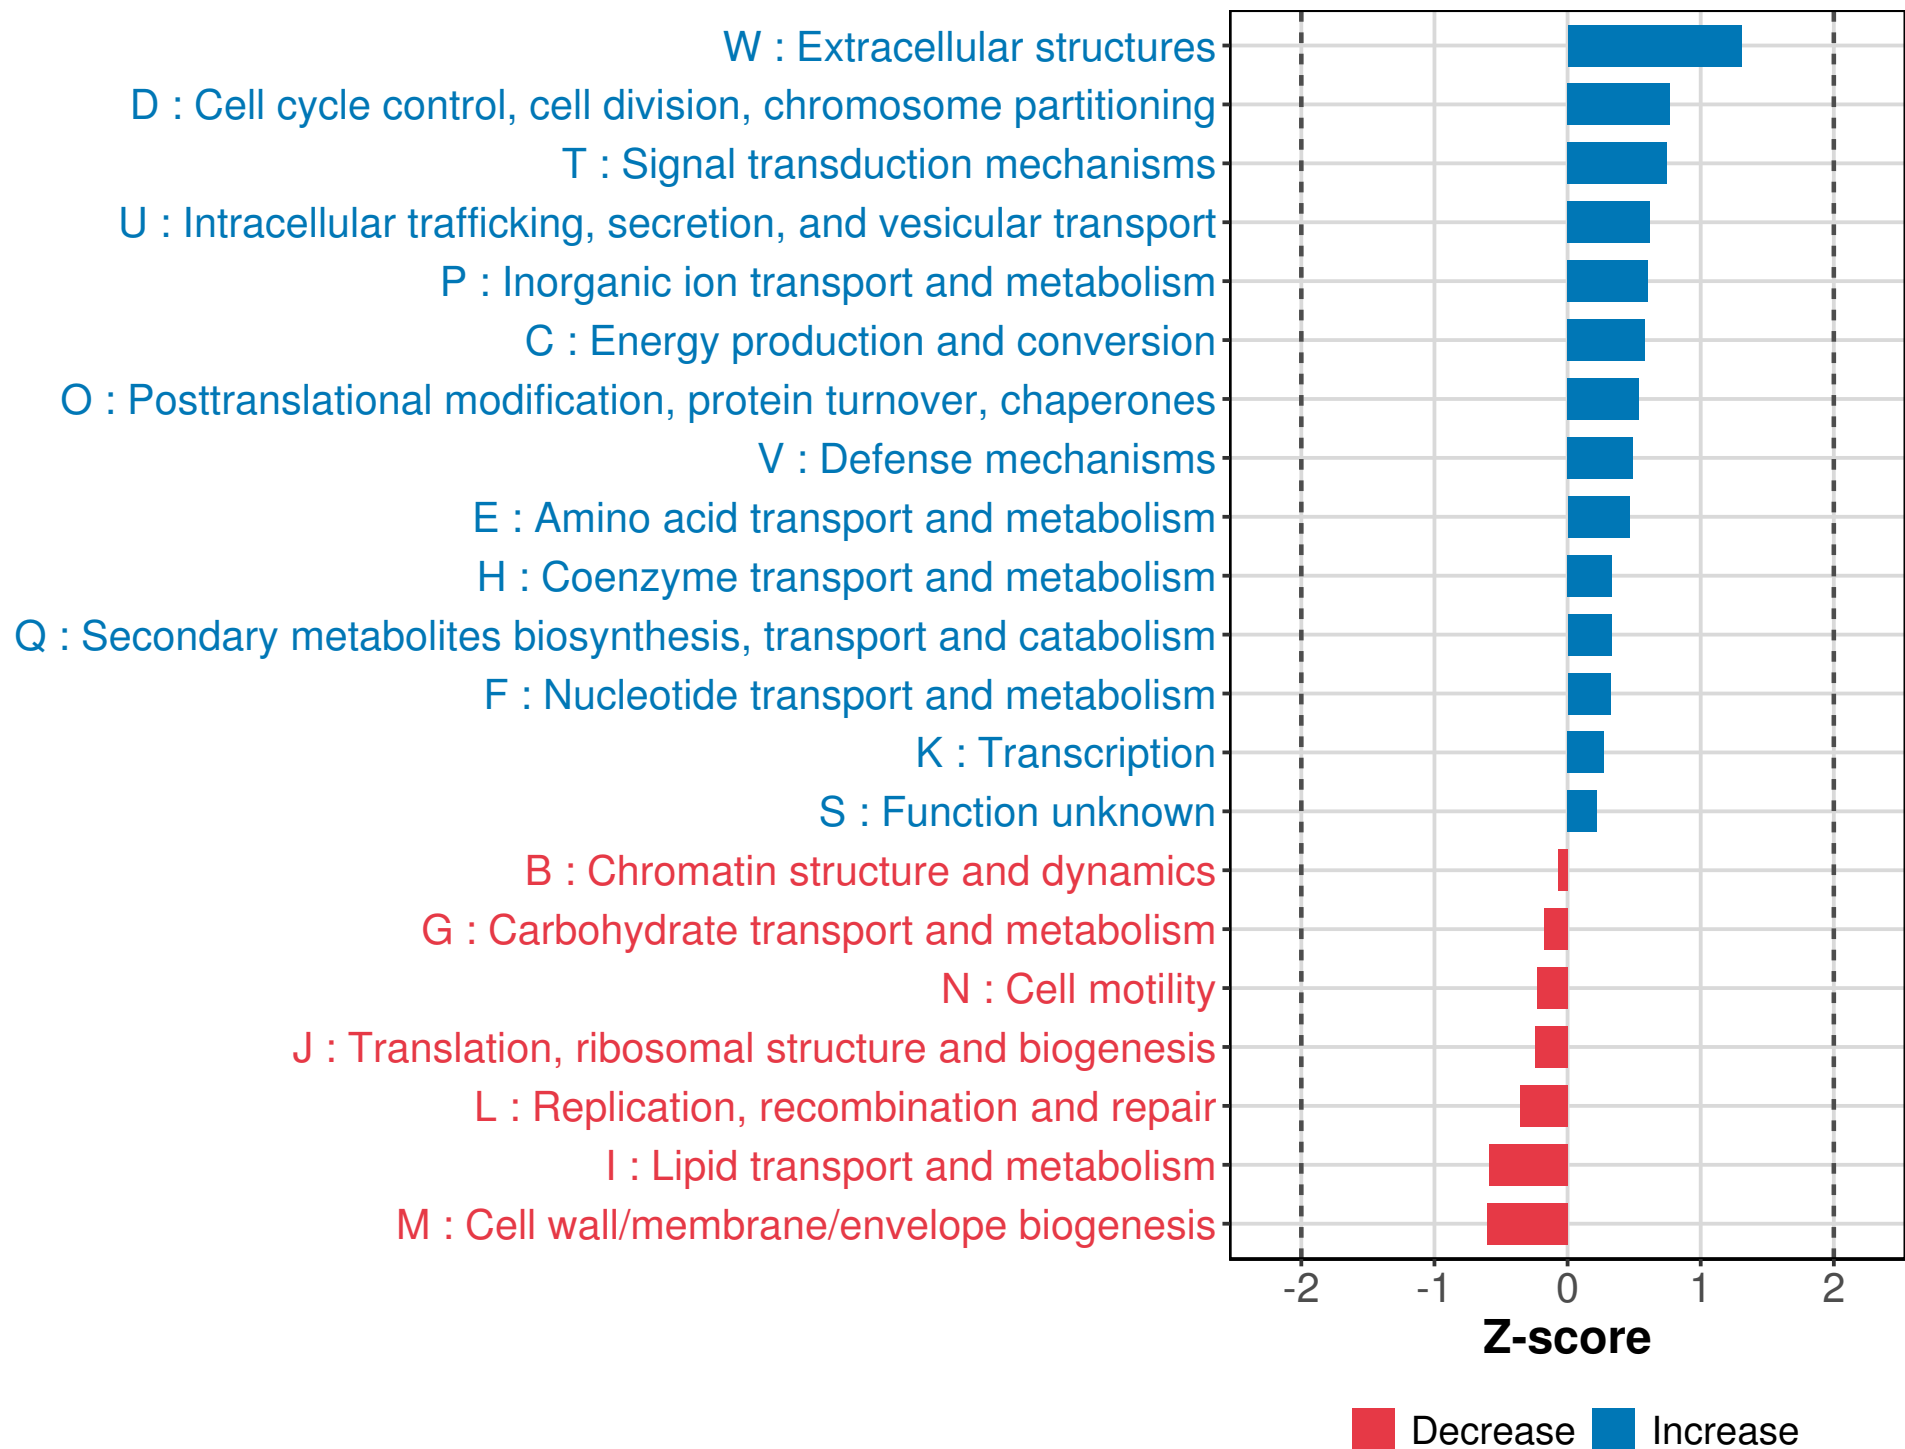 W : Extracellular structures
D : Cell cycle control, cell division, chromosome partitioning
T : Signal transduction mechanisms
U : Intracellular trafficking, secretion, and vesicular transport
P : Inorganic ion transport and metabolism
C : Energy production and conversion
O : Posttranslational modification, protein turnover, chaperones
V : Defense mechanisms
E : Amino acid transport and metabolism
H : Coenzyme transport and metabolism
Q : Secondary metabolites biosynthesis, transport and catabolism
F : Nucleotide transport and metabolism
K : Transcription
S : Function unknown
B : Chromatin structure and dynamics
G : Carbohydrate transport and metabolism
N : Cell motility
J : Translation, ribosomal structure and biogenesis
L : Replication, recombination and repair
I : Lipid transport and metabolism
M : Cell wall/membrane/envelope biogenesis
-2 -1 0 1 2
Z-score
Decrease Increase